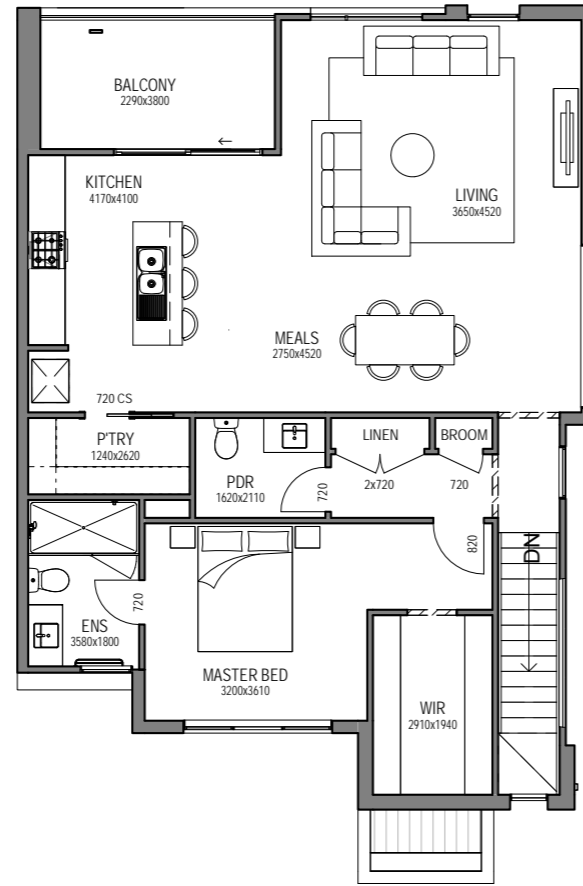 BALCONY
2290x3800
KITCHEN
4170x4100
LIVING
3650x4520
MEALS
2750x4520
720 CS
P'TRY
1240x2620
PDR
1620x2110
720
LINEN
2x720
BROOM
720
820
DN
720
ENS
3580x1800
MASTER BED
3200x3610
WIR
2910x1940